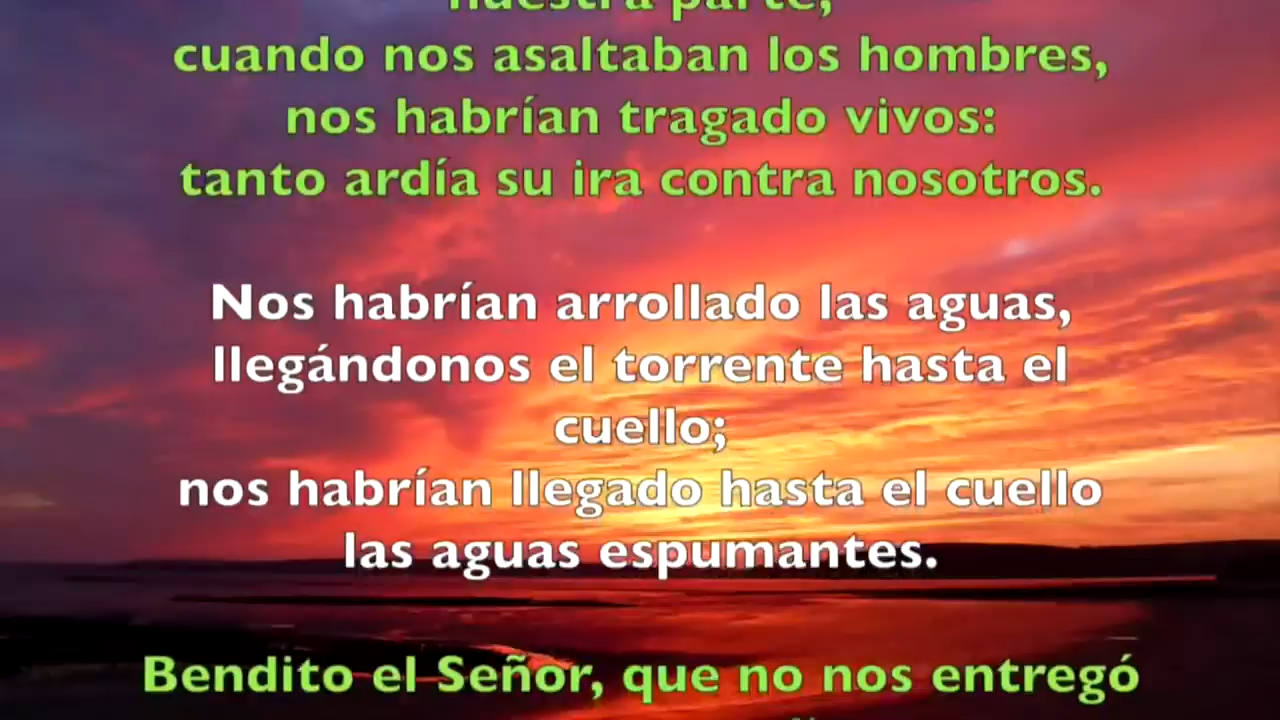 nuestra parte,
cuando nos asaltaban los hombres,
nos habrían tragado vivos:
tanto ardía su ira contra nosotros.
Nos habrían arrollado las aguas,
llegándonos el torrente hasta el
cuello;
nos habrían llegado hasta el cuello
las aguas espumantes.
Bendito el Señor, que no nos entregó